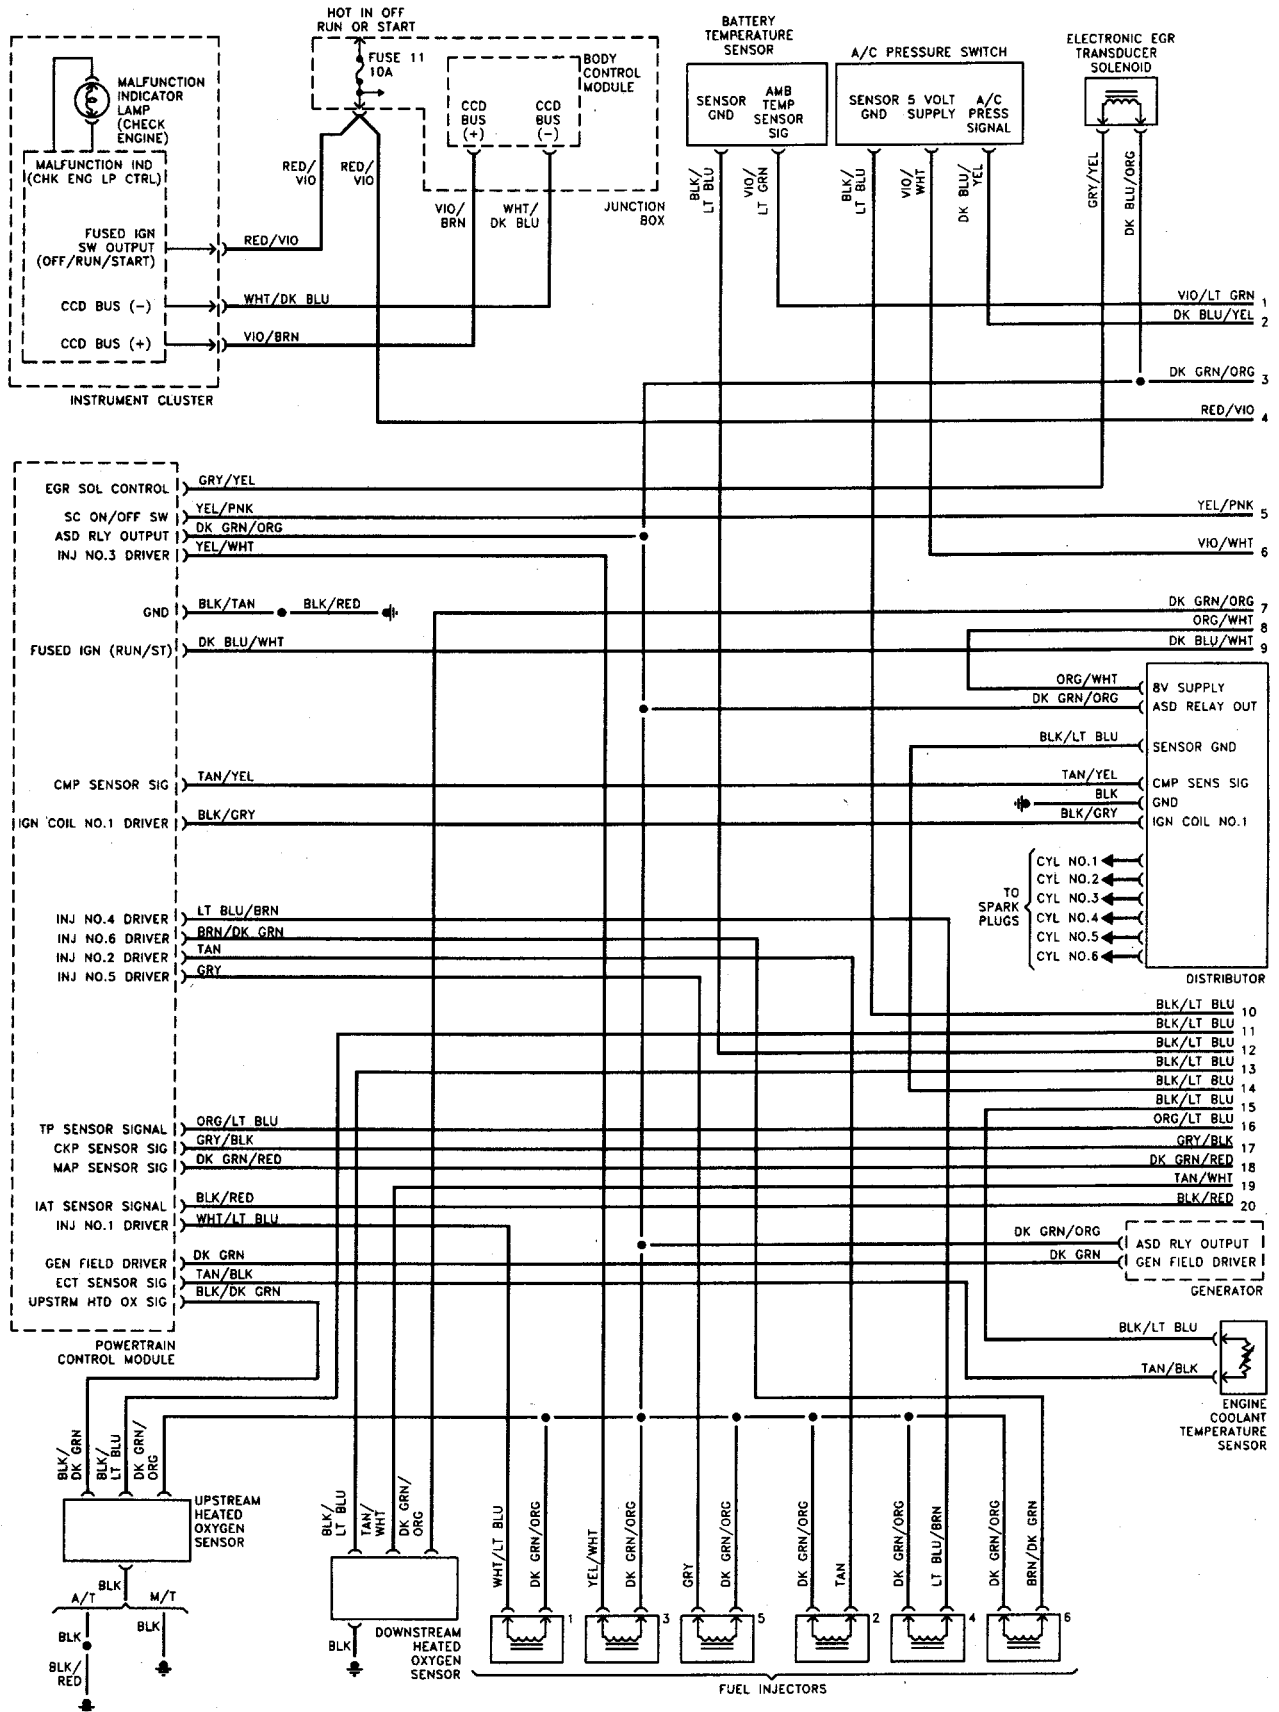 HOT IN OFF
RUN OR START
FUSE 11
10A
BODY
CONTROL
MODULE
CCD
BUS
(+)
CCD
BUS
(-)
JUNCTION
BOX
MALFUNCTION
INDICATOR
LAMP
(CHECK
ENGINE)
MALFUNCTION IND
(CHK ENG LP CTRL)
FUSED IGN
SW OUTPUT
(OFF/RUN/START)
CCD BUS (-)
CCD BUS (+)
INSTRUMENT CLUSTER
RED/
VIO
RED/
VIO
RED/VIO
WHT/DK BLU
VIO/BRN
VIO/
BRN
WHT/
DK BLU
BATTERY
TEMPERATURE
SENSOR
SENSOR
GND
AMB
TEMP
SENSOR
SIG
BLK/
LT BLU
VIO/
LT GRN
A/C PRESSURE SWITCH
SENSOR
GND
5 VOLT
SUPPLY
A/C
PRESS
SIGNAL
BLK/
LT BLU
VIO/
WHT
DK BLU/
YEL
ELECTRONIC EGR
TRANSDUCER
SOLENOID
GRY/YEL
DK BLU/ORG
VIO/LT GRN 1
DK BLU/YEL 2
DK GRN/ORG 3
RED/VIO 4
EGR SOL CONTROL GRY/YEL
SC ON/OFF SW YEL/PNK
YEL/PNK 5
ASD RLY OUTPUT DK GRN/ORG
INJ NO.3 DRIVER YEL/WHT
VIO/WHT 6
GND BLK/TAN BLK/RED
DK GRN/ORG 7
ORG/WHT 8
FUSED IGN (RUN/ST) DK BLU/WHT
DK BLU/WHT 9
ORG/WHT 8V SUPPLY
DK GRN/ORG ASD RELAY OUT
BLK/LT BLU SENSOR GND
CMP SENSOR SIG TAN/YEL
TAN/YEL CMP SENS SIG
BLK GND
IGN COIL NO.1 DRIVER BLK/GRY
BLK/GRY IGN COIL NO.1
TO
SPARK
PLUGS
CYL NO.1
CYL NO.2
CYL NO.3
CYL NO.4
CYL NO.5
CYL NO.6
DISTRIBUTOR
INJ NO.4 DRIVER LT BLU/BRN
INJ NO.6 DRIVER BRN/DK GRN
INJ NO.2 DRIVER TAN
INJ NO.5 DRIVER GRY
BLK/LT BLU 10
BLK/LT BLU 11
BLK/LT BLU 12
BLK/LT BLU 13
BLK/LT BLU 14
BLK/LT BLU 15
TP SENSOR SIGNAL ORG/LT BLU
ORG/LT BLU 16
CKP SENSOR SIG GRY/BLK
GRY/BLK 17
MAP SENSOR SIG DK GRN/RED
DK GRN/RED 18
TAN/WHT 19
IAT SENSOR SIGNAL BLK/RED
BLK/RED 20
INJ NO.1 DRIVER WHT/LT BLU
DK GRN/ORG ASD RLY OUTPUT
GEN FIELD DRIVER DK GRN
DK GRN GEN FIELD DRIVER
GENERATOR
ECT SENSOR SIG TAN/BLK
UPSTRM HTD OX SIG BLK/DK GRN
POWERTRAIN
CONTROL MODULE
BLK/LT BLU
TAN/BLK
ENGINE
COOLANT
TEMPERATURE
SENSOR
BLK/
DK GRN
BLK/
LT BLU
DK GRN/
ORG
UPSTREAM
HEATED
OXYGEN
SENSOR
BLK
A/T
M/T
BLK
BLK
BLK/
RED
BLK/
LT BLU
TAN/
WHT
DK GRN/
ORG
BLK
DOWNSTREAM
HEATED
OXYGEN
SENSOR
WHT/LT BLU
DK GRN/ORG
1
YEL/WHT
DK GRN/ORG
3
GRY
DK GRN/ORG
5
DK GRN/ORG
TAN
2
DK GRN/ORG
LT BLU/BRN
4
DK GRN/ORG
BRN/DK GRN
6
FUEL INJECTORS